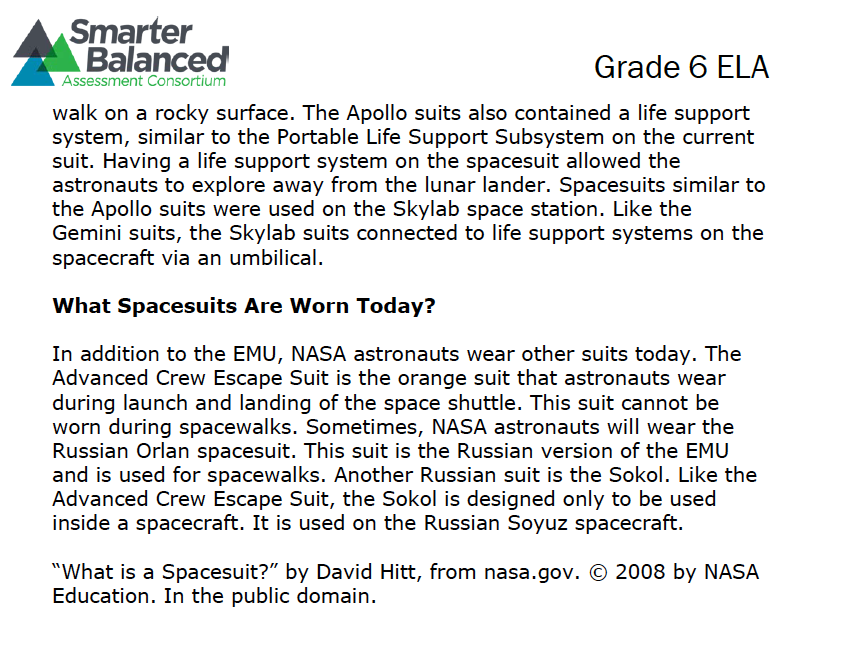 Smarter
Balanced
Assessment Consortium
Grade 6 ELA
walk on a rocky surface. The Apollo suits also contained a life support
system, similar to the Portable Life Support Subsystem on the current
suit. Having a life support system on the spacesuit allowed the
astronauts to explore away from the lunar lander. Spacesuits similar to
the Apollo suits were used on the Skylab space station. Like the
Gemini suits, the Skylab suits connected to life support systems on the
spacecraft via an umbilical.
What Spacesuits Are Worn Today?
In addition to the EMU, NASA astronauts wear other suits today. The
Advanced Crew Escape Suit is the orange suit that astronauts wear
during launch and landing of the space shuttle. This suit cannot be
worn during spacewalks. Sometimes, NASA astronauts will wear the
Russian Orlan spacesuit. This suit is the Russian version of the EMU
and is used for spacewalks. Another Russian suit is the Sokol. Like the
Advanced Crew Escape Suit, the Sokol is designed only to be used
inside a spacecraft. It is used on the Russian Soyuz spacecraft.
“What is a Spacesuit?” by David Hitt, from nasa.gov. © 2008 by NASA
Education. In the public domain.